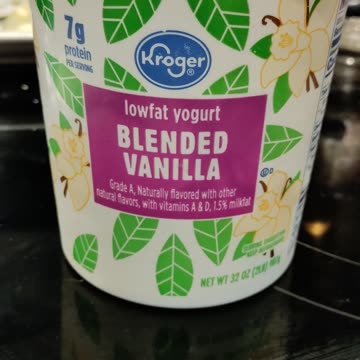 7g
protein
PER SERVING
Kroger
lowfat yogurt
BLENDED
VANILLA
Grade A, Naturally flavored with other
natural flavors, with vitamins A & D, 1.5% milkfat
NET WT 32 OZ (2LB)